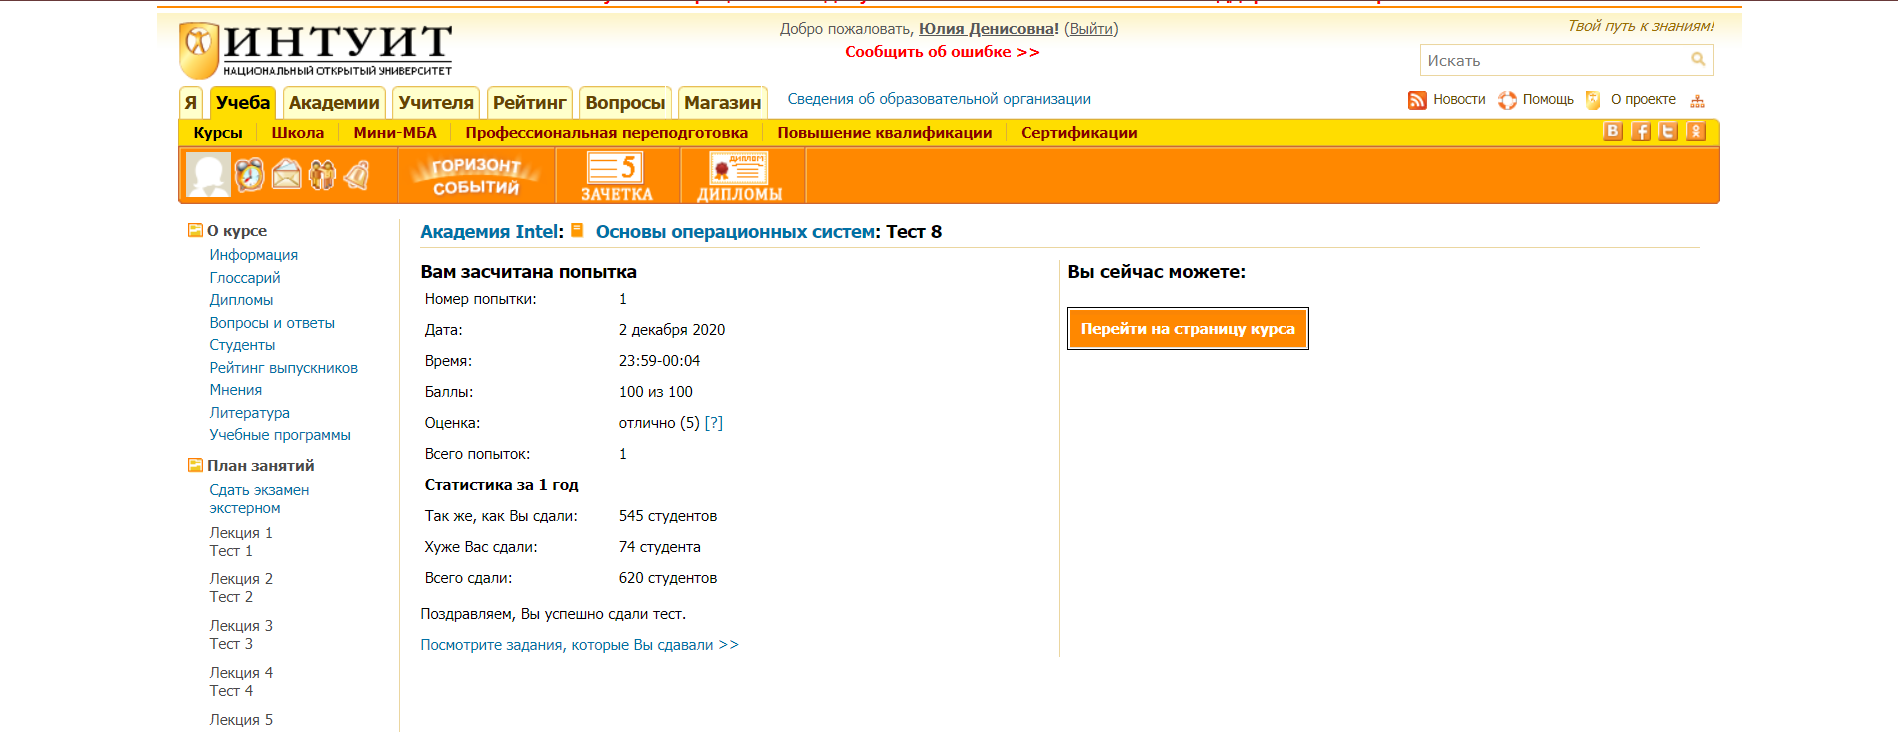 Добро пожаловать, Юлия Денисовна! (Выйти)
Твой путь к знаниям!
ИНТУИТ
НАЦИОНАЛЬНЫЙ ОТКРЫТЫЙ УНИВЕРСИТЕТ
Сообщить об ошибке >>
Искать
Я Учеба Академии Учителя Рейтинг Вопросы Магазин Сведения об образовательной организации Новости Помощь О проекте
Курсы Школа Мини-МБА Профессиональная переподготовка Повышение квалификации Сертификации
ГОРИЗОНТ СОБЫТИЙ
5
ЗАЧЕТКА
ДИПЛОМ
ДИПЛОМЫ
О курсе
Информация
Глоссарий
Дипломы
Вопросы и ответы
Студенты
Рейтинг выпускников
Мнения
Литература
Учебные программы
План занятий
Сдать экзамен
экстерном
Лекция 1
Тест 1
Лекция 2
Тест 2
Лекция 3
Тест 3
Лекция 4
Тест 4
Лекция 5
Академия Intel: Основы операционных систем: Тест 8
Вам засчитана попытка
Номер попытки: 1
Дата: 2 декабря 2020
Время: 23:59-00:04
Баллы: 100 из 100
Оценка: отлично (5) [?]
Всего попыток: 1
Статистика за 1 год
Так же, как Вы сдали: 545 студентов
Хуже Вас сдали: 74 студента
Всего сдали: 620 студентов
Поздравляем, Вы успешно сдали тест.
Посмотрите задания, которые Вы сдавали >>
Вы сейчас можете:
Перейти на страницу курса